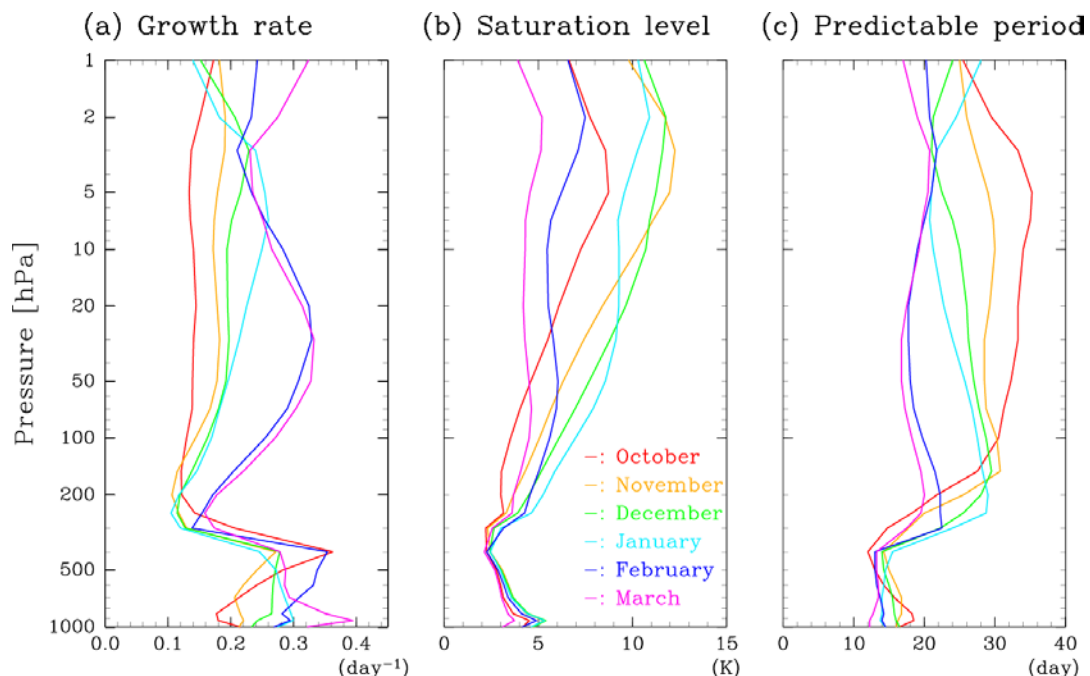 (a) Growth rate
(b) Saturation level
(c) Predictable period
Pressure [hPa]
1
2
5
10
20
50
100
200
500
1000
0.0 0.1 0.2 0.3 0.4
(day⁻¹)
—: October
—: November
—: December
—: January
—: February
—: March
0 5 10 15
(K)
0 10 20 30 40
(day)